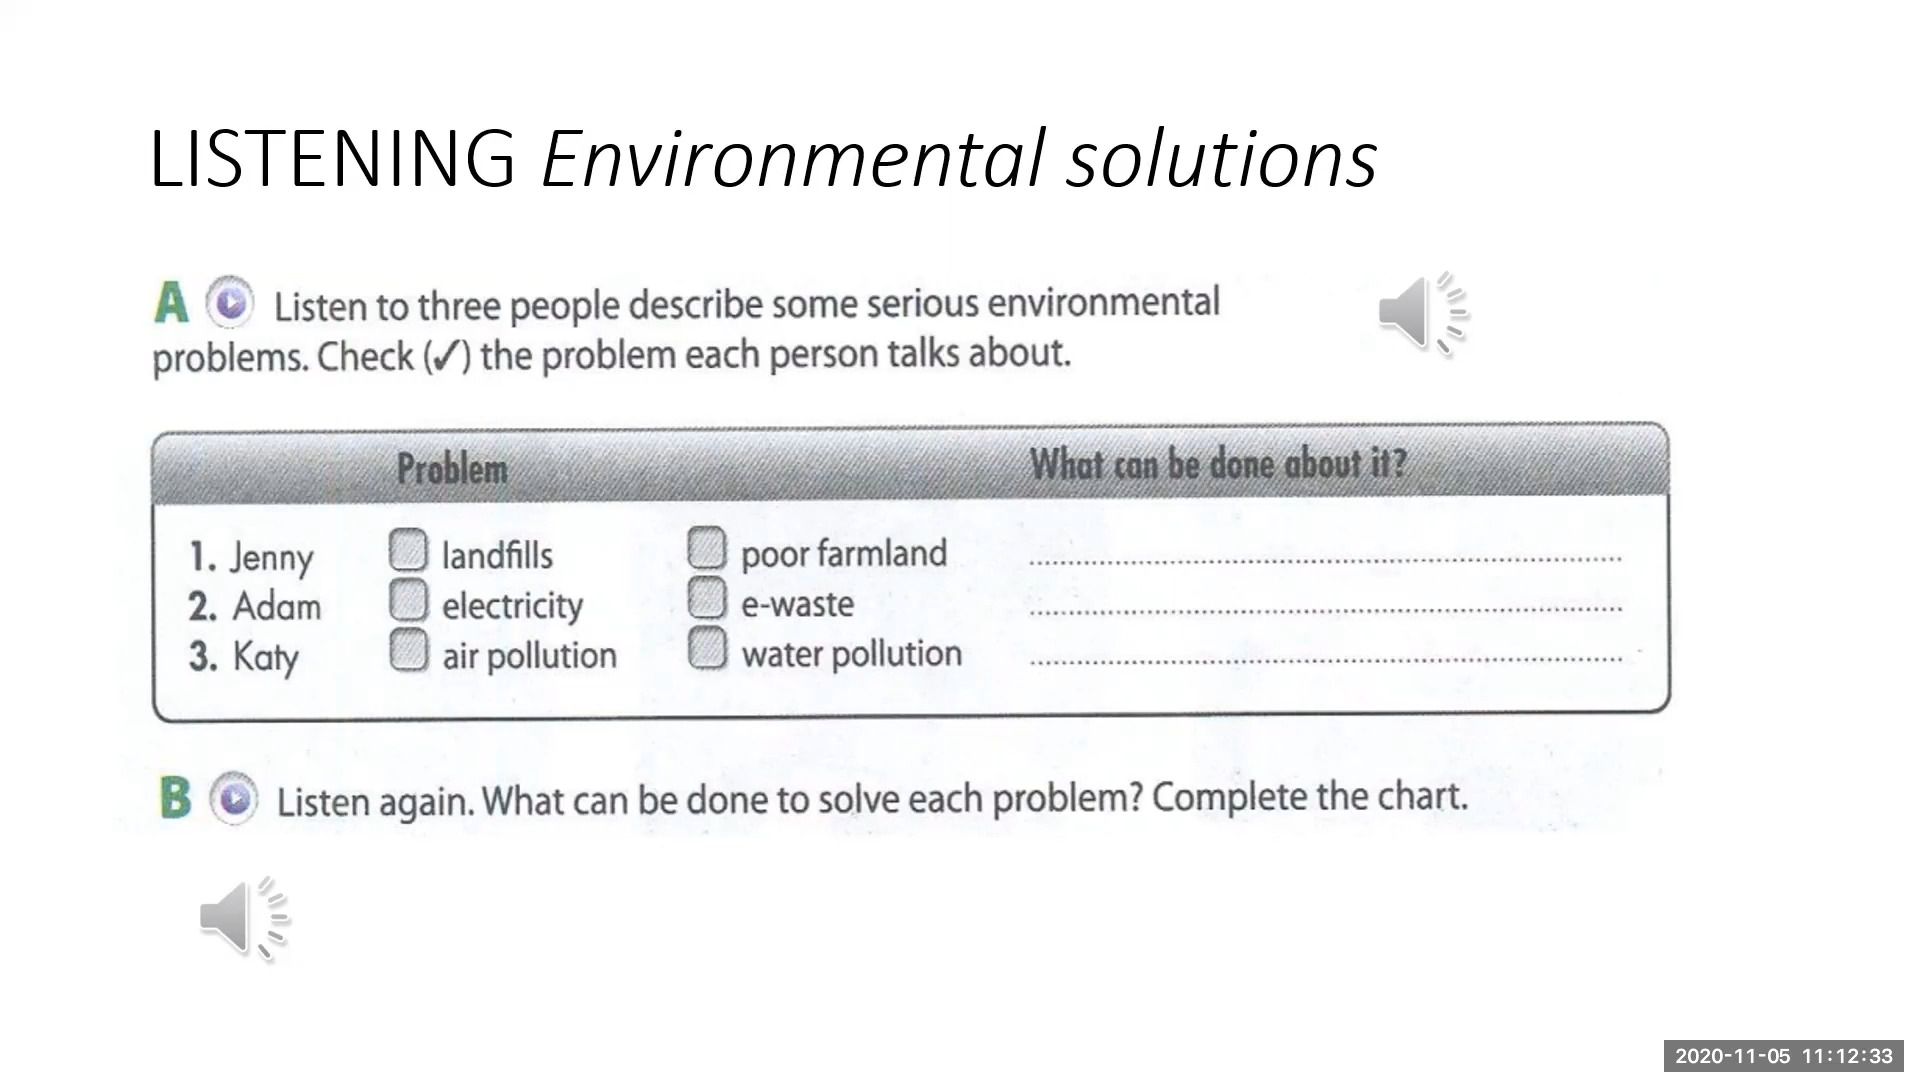 LISTENING Environmental solutions
A Listen to three people describe some serious environmental
problems. Check (✓) the problem each person talks about.
Problem What can be done about it?
1. Jenny landfills poor farmland
2. Adam electricity e-waste
3. Katy air pollution water pollution
B Listen again. What can be done to solve each problem? Complete the chart.
2020-11-05 11:12:33